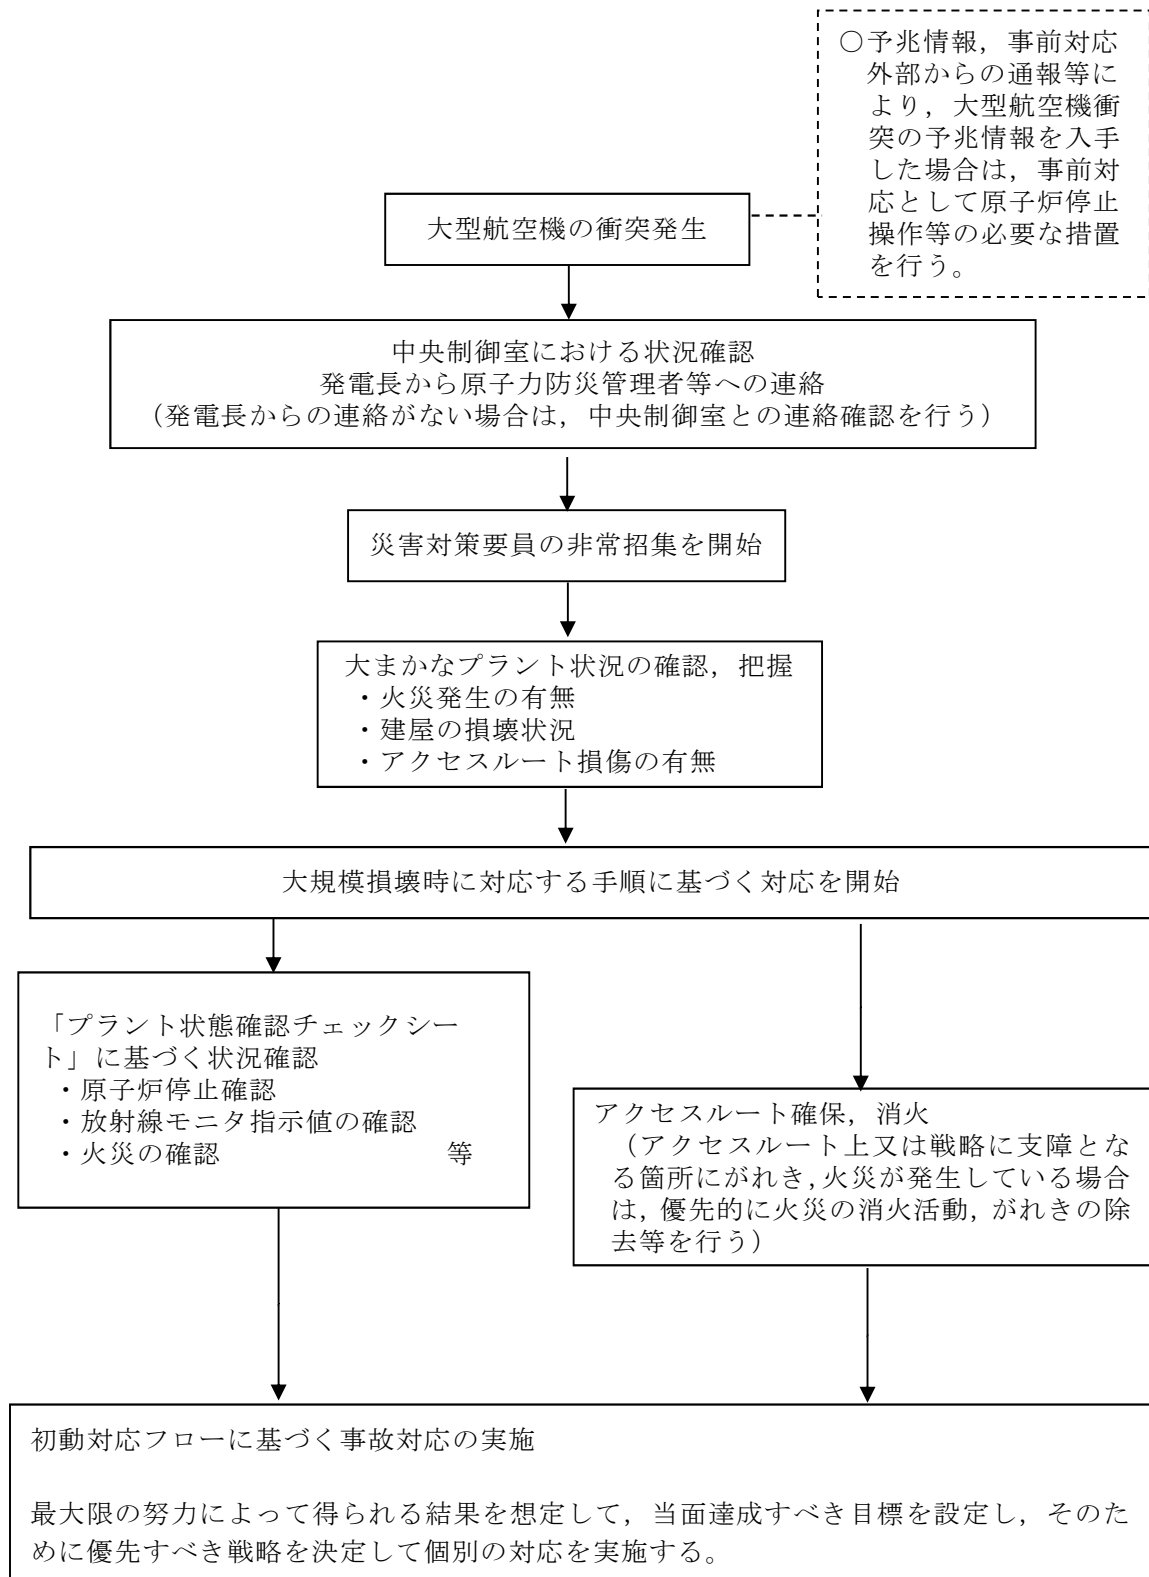 ○予兆情報，事前対応
外部からの通報等に
より，大型航空機衝
突の予兆情報を入手
した場合は，事前対
応として原子炉停止
操作等の必要な措置
を行う。
大型航空機の衝突発生
中央制御室における状況確認
発電長から原子力防災管理者等への連絡
（発電長からの連絡がない場合は，中央制御室との連絡確認を行う）
災害対策要員の非常招集を開始
大まかなプラント状況の確認，把握
・火災発生の有無
・建屋の損壊状況
・アクセスルート損傷の有無
大規模損壊時に対応する手順に基づく対応を開始
「プラント状態確認チェックシー
ト」に基づく状況確認
・原子炉停止確認
・放射線モニタ指示値の確認
・火災の確認 等
アクセスルート確保，消火
（アクセスルート上又は戦略に支障とな
る箇所にがれき，火災が発生している場合
は，優先的に火災の消火活動，がれきの除
去等を行う）
初動対応フローに基づく事故対応の実施
最大限の努力によって得られる結果を想定して，当面達成すべき目標を設定し，そのた
めに優先すべき戦略を決定して個別の対応を実施する。